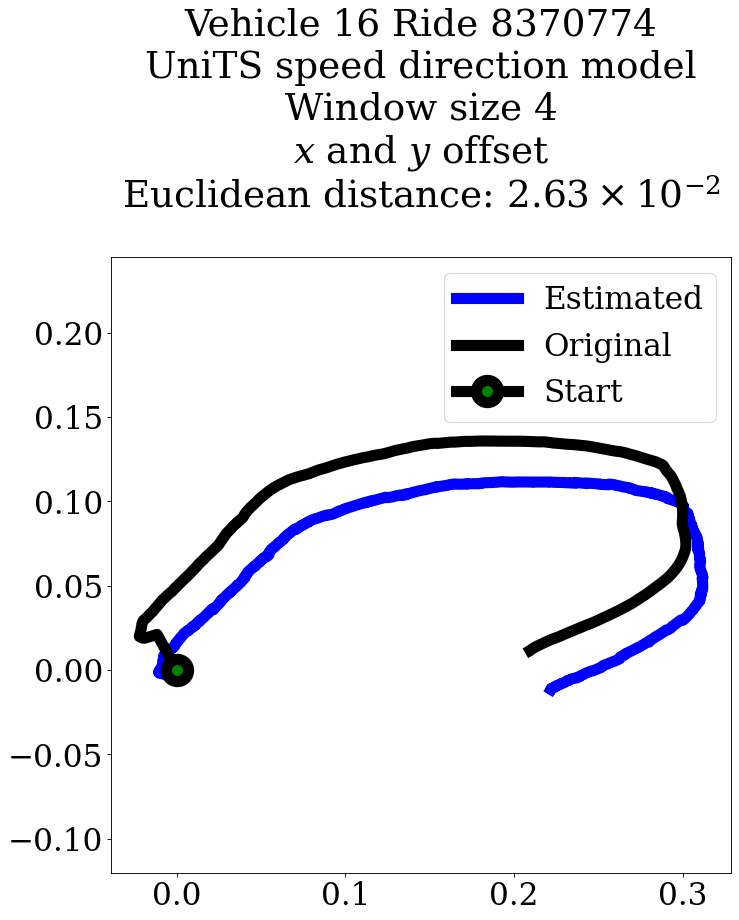 Vehicle 16 Ride 8370774
UniTS speed direction model
Window size 4
x and y offset
Euclidean distance: 2.63 × 10⁻²
Estimated
Original
Start
0.20
0.15
0.10
0.05
0.00
−0.05
−0.10
0.0 0.1 0.2 0.3